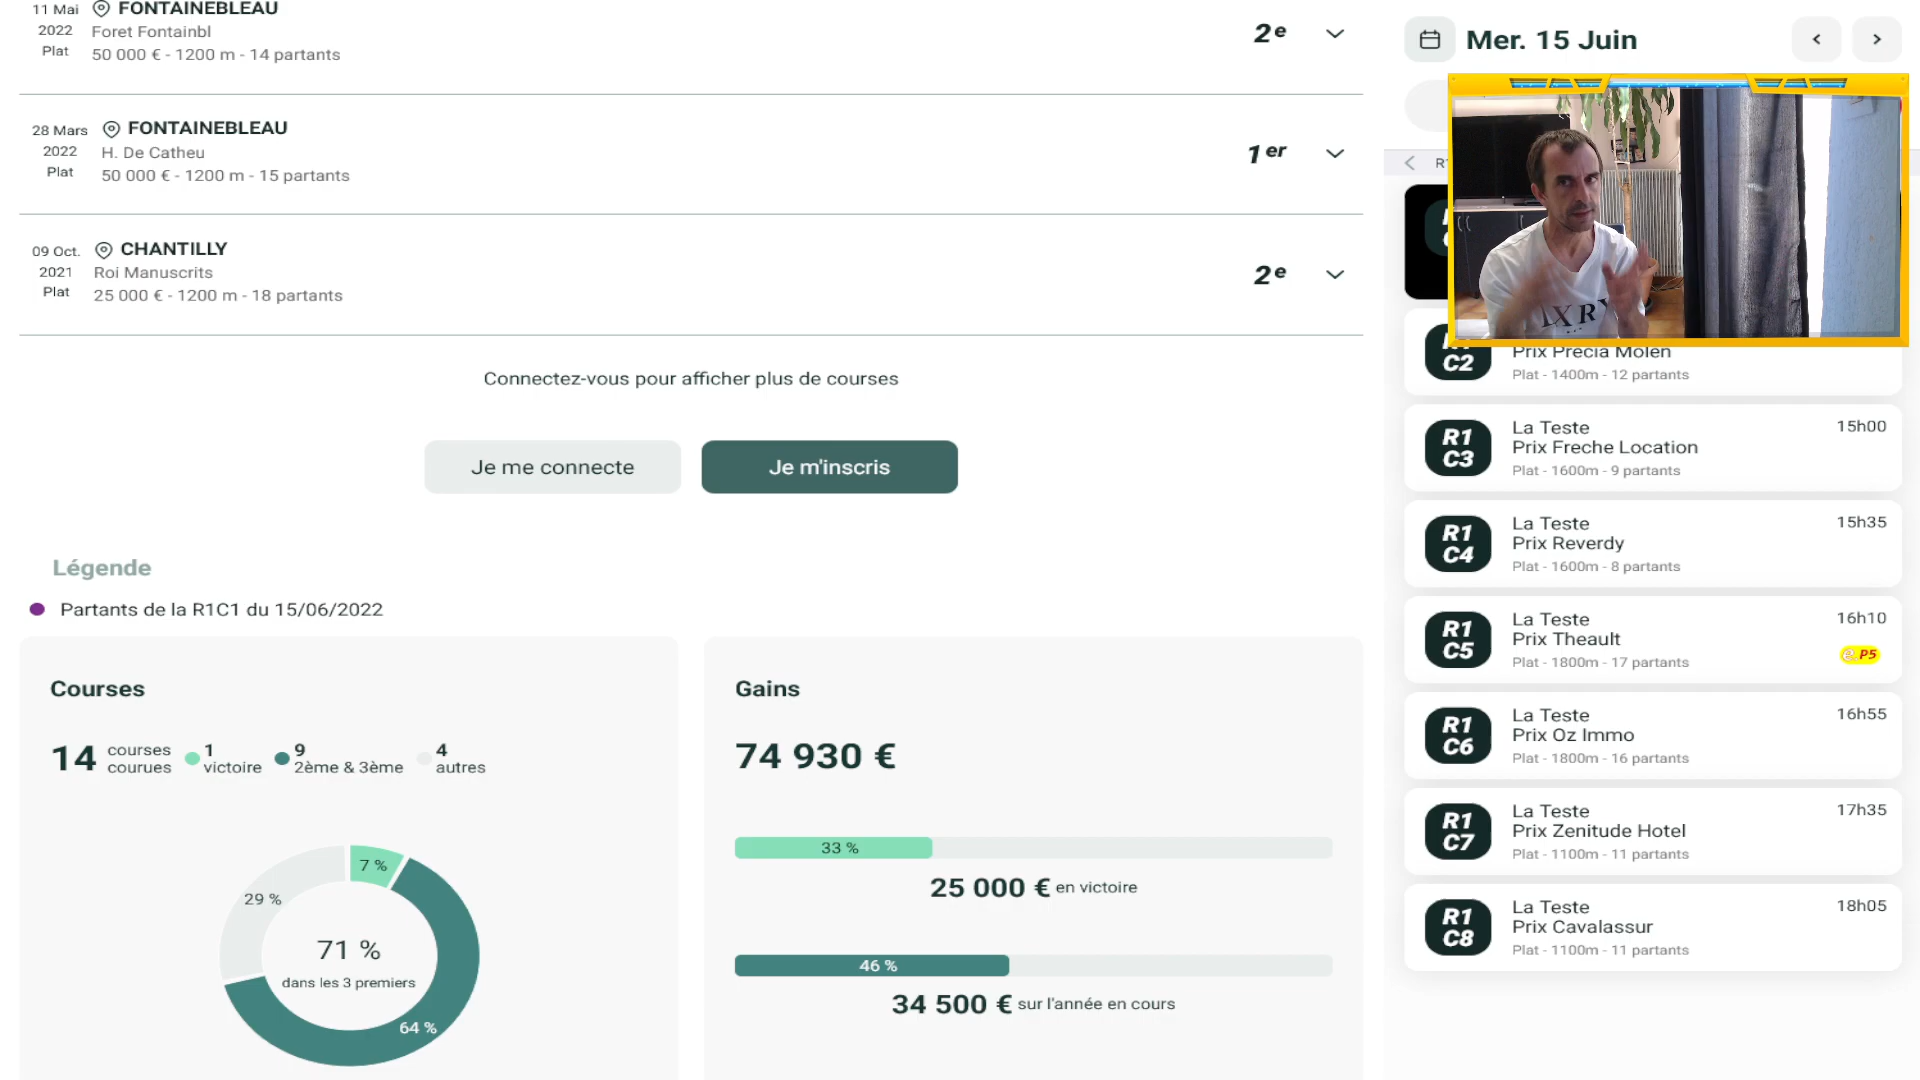 11 Mai
2022
Plat
FONTAINEBLEAU
Foret Fontainbl
50 000 € - 1200 m - 14 partants
2e
28 Mars
2022
Plat
FONTAINEBLEAU
H. De Catheu
50 000 € - 1200 m - 15 partants
1er
09 Oct.
2021
Plat
CHANTILLY
Roi Manuscrits
25 000 € - 1200 m - 18 partants
2e
Connectez-vous pour afficher plus de courses
Je me connecte
Je m'inscris
Légende
Partants de la R1C1 du 15/06/2022
Courses
14 courses courues
1 victoire
9 2ème & 3ème
4 autres
7 %
29 %
71 %
dans les 3 premiers
64 %
Gains
74 930 €
33 %
25 000 € en victoire
46 %
34 500 € sur l'année en cours
Mer. 15 Juin
R1
C2
Prix Precia Molen
Plat - 1400m - 12 partants
R1
C3
La Teste
15h00
Prix Freche Location
Plat - 1600m - 9 partants
R1
C4
La Teste
15h35
Prix Reverdy
Plat - 1600m - 8 partants
R1
C5
La Teste
16h10
Prix Theault
e.P5
Plat - 1800m - 17 partants
R1
C6
La Teste
16h55
Prix Oz Immo
Plat - 1800m - 16 partants
R1
C7
La Teste
17h35
Prix Zenitude Hotel
Plat - 1100m - 11 partants
R1
C8
La Teste
18h05
Prix Cavalassur
Plat - 1100m - 11 partants